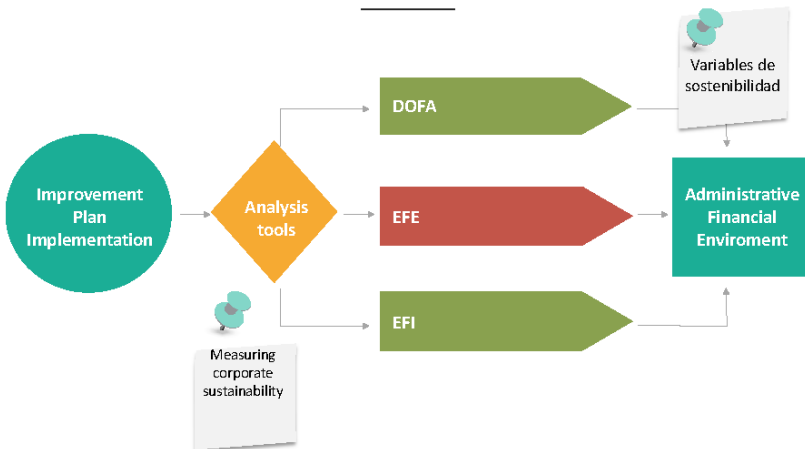 Improvement
Plan
Implementation
Analysis
tools
Measuring
corporate
sustainability
DOFA
EFE
EFI
Variables de
sostenibilidad
Administrative
Financial
Enviroment